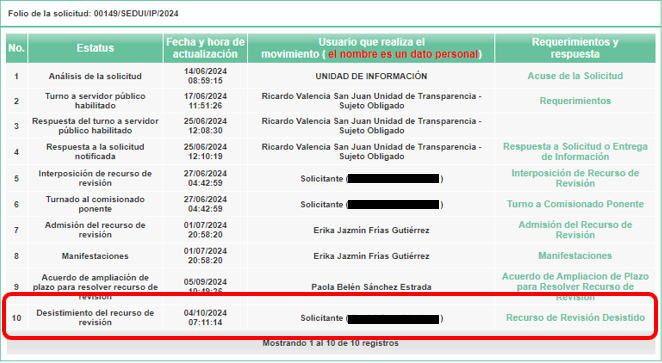 Folio de la solicitud: 00149/SEDUI/IP/2024
No. Estatus Fecha y hora de actualización Usuario que realiza el movimiento ( el nombre es un dato personal) Requerimientos y respuesta
1 Análisis de la solicitud 14/06/2024 08:59:15 UNIDAD DE INFORMACIÓN Acuse de la Solicitud
2 Turno a servidor público habilitado 17/06/2024 11:51:26 Ricardo Valencia San Juan Unidad de Transparencia - Sujeto Obligado Requerimientos
3 Respuesta del turno a servidor público habilitado 25/06/2024 12:08:30 Ricardo Valencia San Juan Unidad de Transparencia - Sujeto Obligado
4 Respuesta a la solicitud notificada 25/06/2024 12:10:19 Ricardo Valencia San Juan Unidad de Transparencia - Sujeto Obligado Respuesta a Solicitud o Entrega de Información
5 Interposición de recurso de revisión 27/06/2024 04:42:59 Solicitante ( ) Interposición de Recurso de Revisión
6 Turnado al comisionado ponente 27/06/2024 04:42:59 Solicitante ( ) Turno a Comisionado Ponente
7 Admisión del recurso de revisión 01/07/2024 20:58:20 Erika Jazmín Frías Gutiérrez Admisión del Recurso de Revisión
8 Manifestaciones 01/07/2024 20:58:20 Erika Jazmín Frías Gutiérrez Manifestaciones
9 Acuerdo de ampliación de plazo para resolver recurso de revisión 05/09/2024 19:49:26 Paola Belén Sánchez Estrada Acuerdo de Ampliacion de Plazo para Resolver Recurso de Revisión
10 Desistimiento del recurso de revisión 04/10/2024 07:11:14 Solicitante ( ) Recurso de Revisión Desistido
Mostrando 1 al 10 de 10 registros